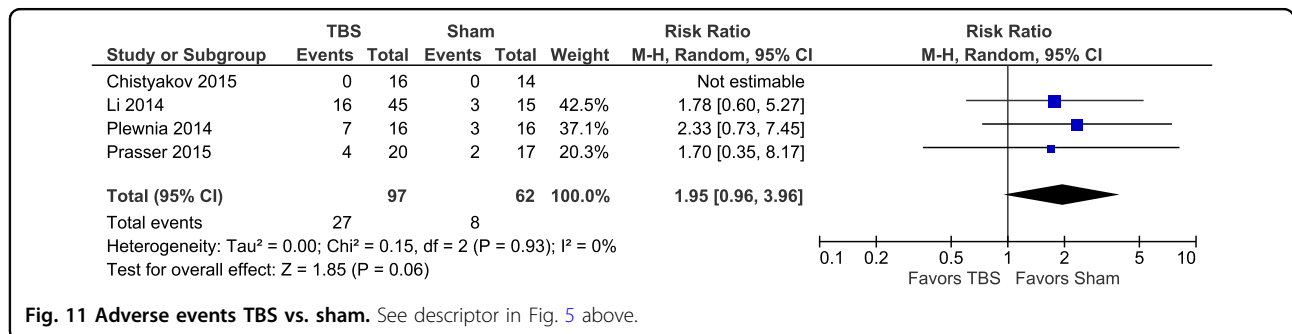 TBS Sham Risk Ratio Risk Ratio
Study or Subgroup Events Total Events Total Weight M-H, Random, 95% CI M-H, Random, 95% CI
Chistyakov 2015 0 16 0 14 Not estimable
Li 2014 16 45 3 15 42.5% 1.78 [0.60, 5.27]
Plewnia 2014 7 16 3 16 37.1% 2.33 [0.73, 7.45]
Prasser 2015 4 20 2 17 20.3% 1.70 [0.35, 8.17]
Total (95% CI) 97 62 100.0% 1.95 [0.96, 3.96]
Total events 27 8
Heterogeneity: Tau² = 0.00; Chi² = 0.15, df = 2 (P = 0.93); I² = 0%
Test for overall effect: Z = 1.85 (P = 0.06)
0.1 0.2 0.5 1 2 5 10
Favors TBS Favors Sham
Fig. 11 Adverse events TBS vs. sham. See descriptor in Fig. 5 above.